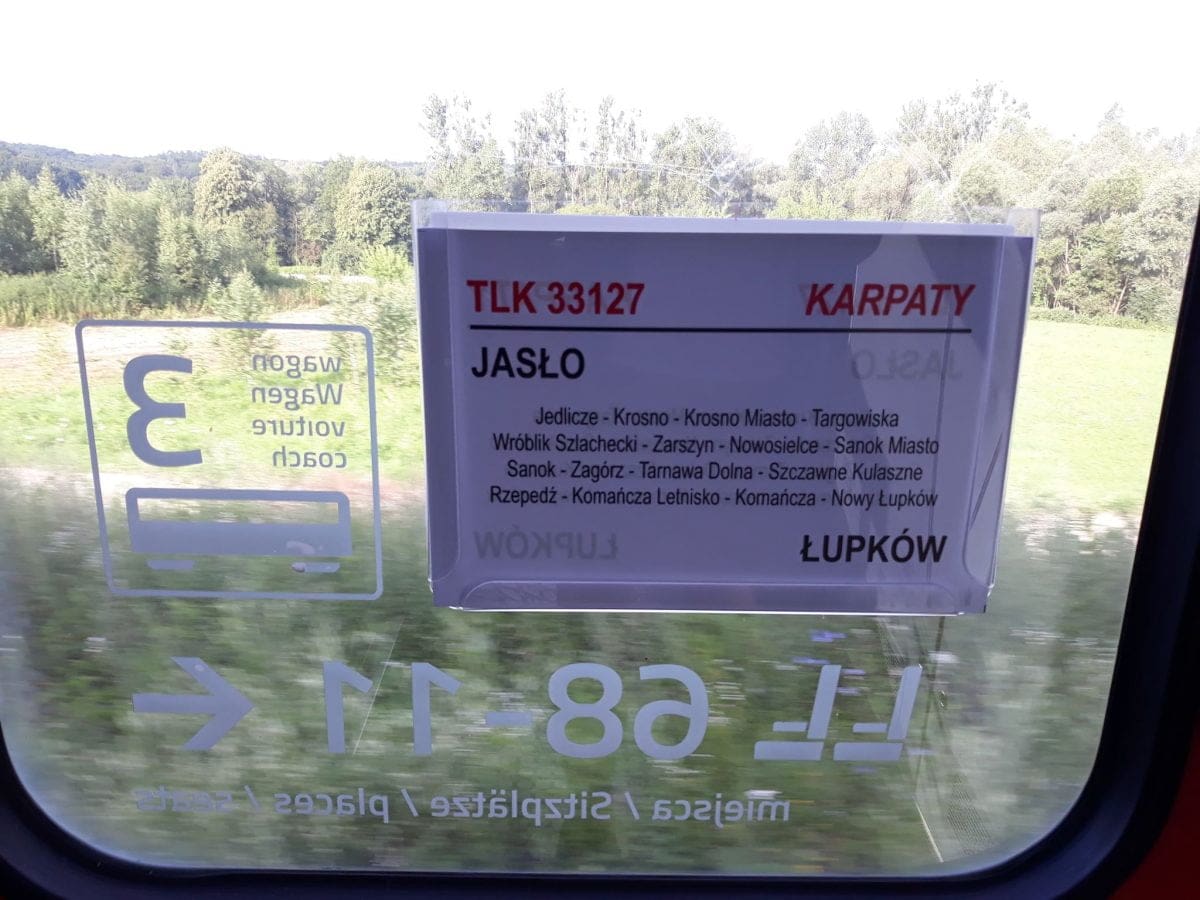 TLK 33127 KARPATY
JASŁO
Jedlicze - Krosno - Krosno Miasto - Targowiska
Wróblik Szlachecki - Zarszyn - Nowosielce - Sanok Miasto
Sanok - Zagórz - Tarnawa Dolna - Szczawne Kulaszne
Rzepedź - Komańcza Letnisko - Komańcza - Nowy Łupków
ŁUPKÓW
3
wagon
Wagen
voiture
coach
68-11
miejsca / Sitzplätze / places / seats